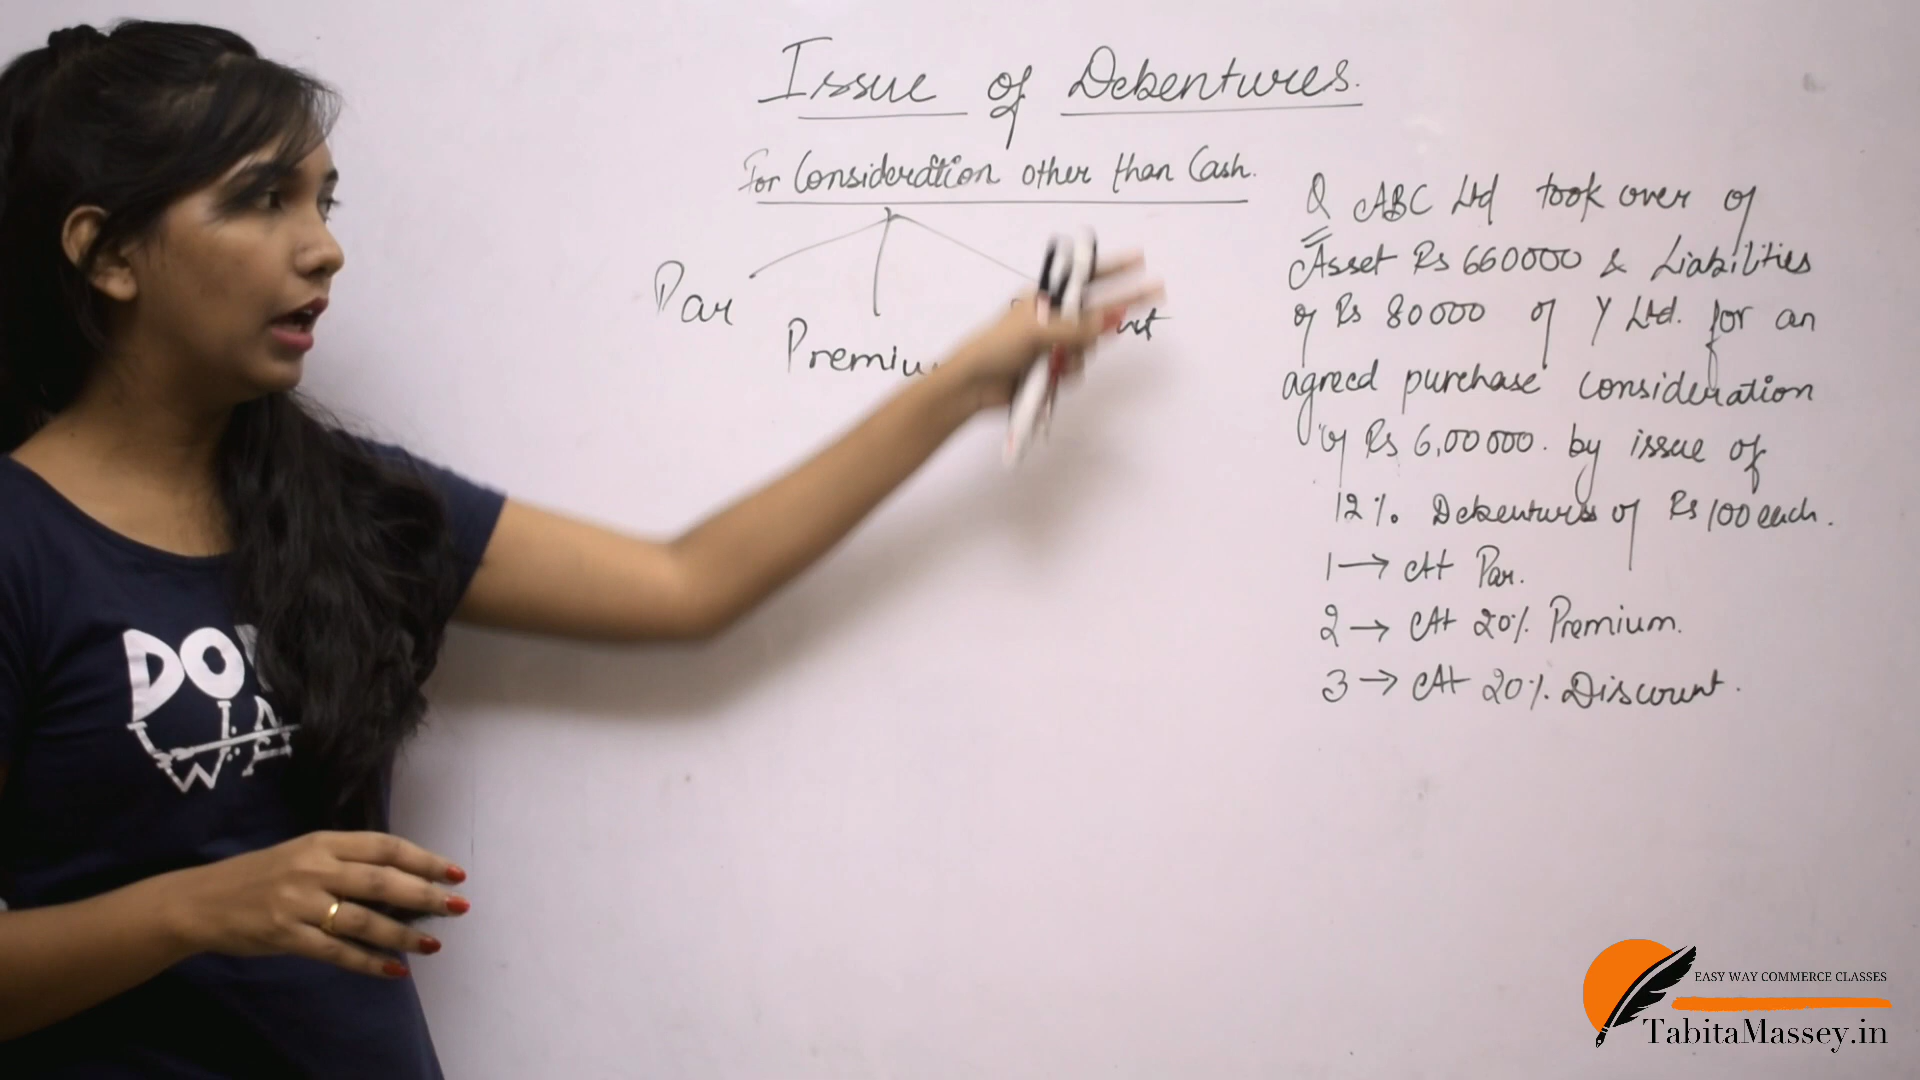 Issue of Debentures.
For Consideration other than Cash.
Par
Premiu
Q ABC Ltd took over of
Asset Rs 660000 & Liabilities
of Rs 80000 of Y Ltd. for an
agreed purchase consideration
of Rs 6,00000. by issue of
12%. Debentures of Rs 100 each.
1 → At Par.
2 → At 20%. Premium.
3 → At 20%. Discount.
DO
EASY WAY COMMERCE CLASSES
TabitaMassey.in